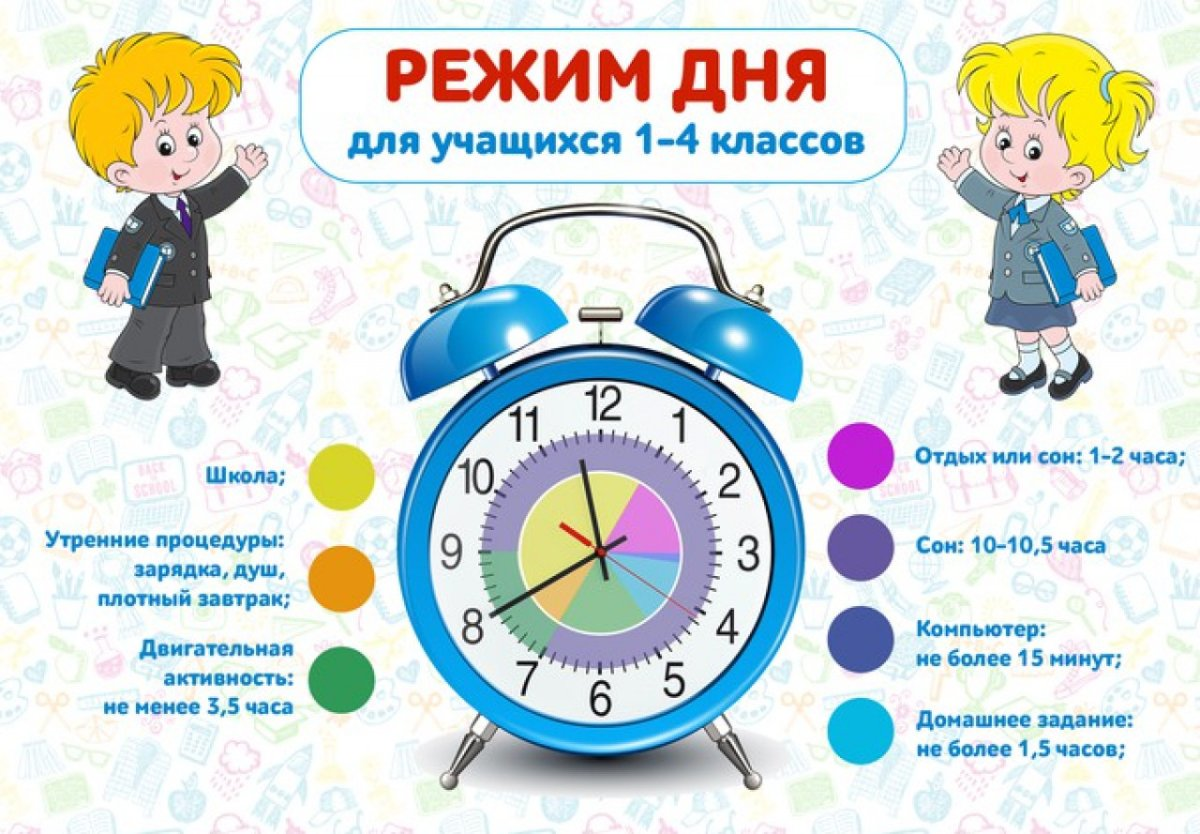 РЕЖИМ ДНЯ
для учащихся 1-4 классов
Школа;
Утренние процедуры:
зарядка, душ,
плотный завтрак;
Двигательная
активность:
не менее 3,5 часа
12
1
2
3
4
5
6
7
8
9
10
11
Отдых или сон: 1-2 часа;
Сон: 10-10,5 часа
Компьютер:
не более 15 минут;
Домашнее задание:
не более 1,5 часов;
BACK
SCHOOL
A+B=C